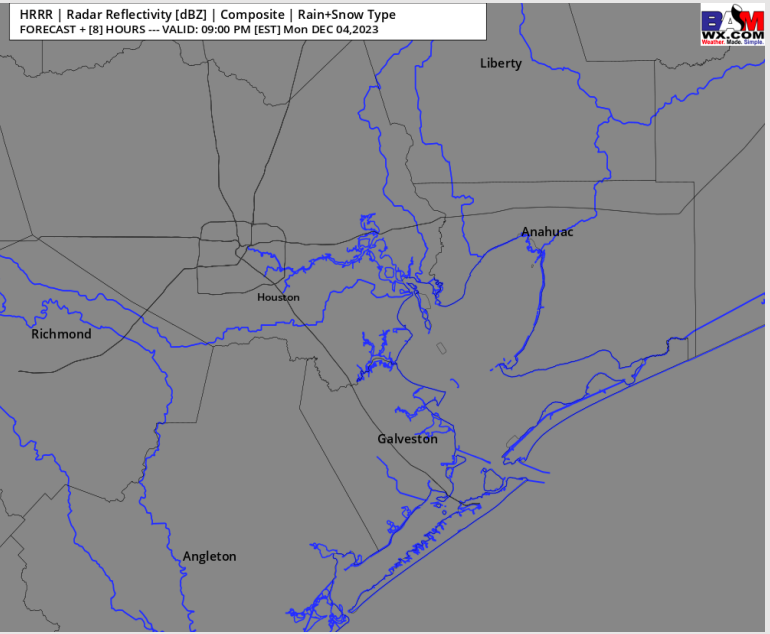 HRRR | Radar Reflectivity [dBZ] | Composite | Rain+Snow Type
FORECAST + [8] HOURS --- VALID: 09:00 PM [EST] Mon DEC 04,2023
BAM
WX.COM
Weather. Made. Simple.
Liberty
Anahuac
Houston
Richmond
Galveston
Angleton